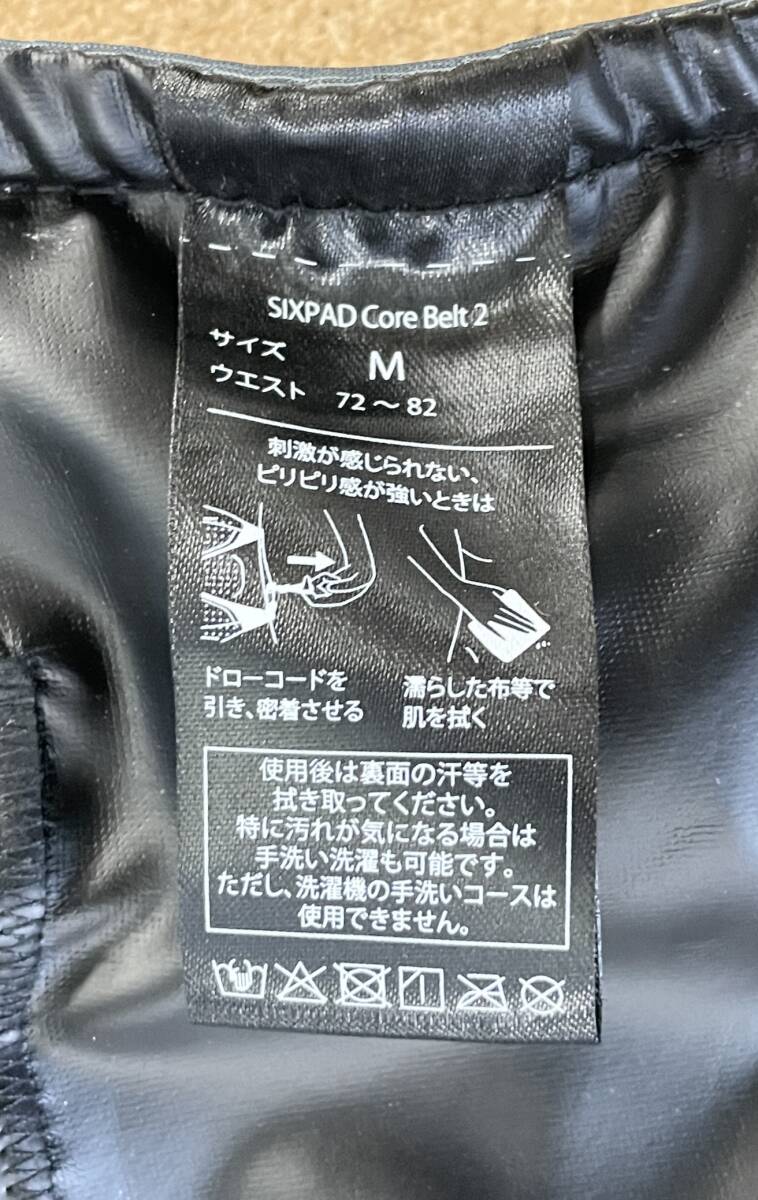 SIXPAD Core Belt 2
サイズ M
ウエスト 72～82
刺激が感じられない、
ピリピリ感が強いときは
ドローコードを
引き、密着させる
濡らした布等で
肌を拭く
使用後は裏面の汗等を
拭き取ってください。
特に汚れが気になる場合は
手洗い洗濯も可能です。
ただし、洗濯機の手洗いコースは
使用できません。